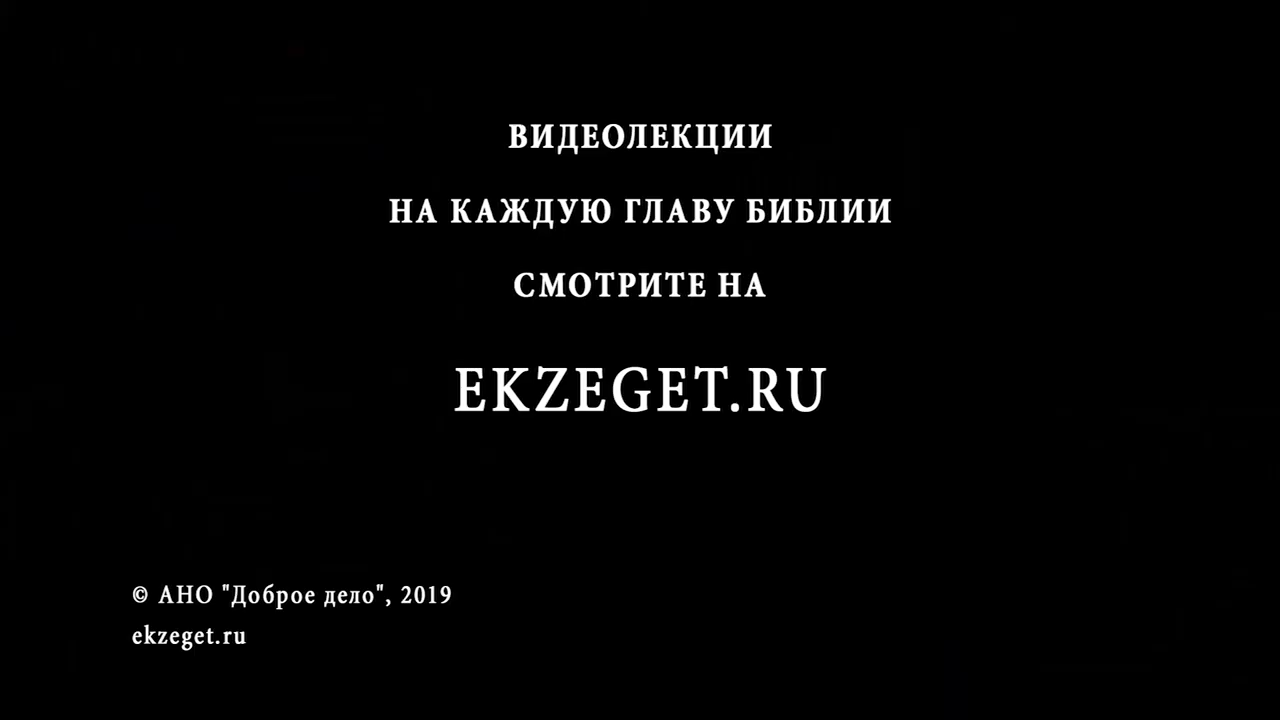 ВИДЕОЛЕКЦИИ
НА КАЖДУЮ ГЛАВУ БИБЛИИ
СМОТРИТЕ НА
EKZEGET.RU
© АНО "Доброе дело", 2019
ekzeget.ru